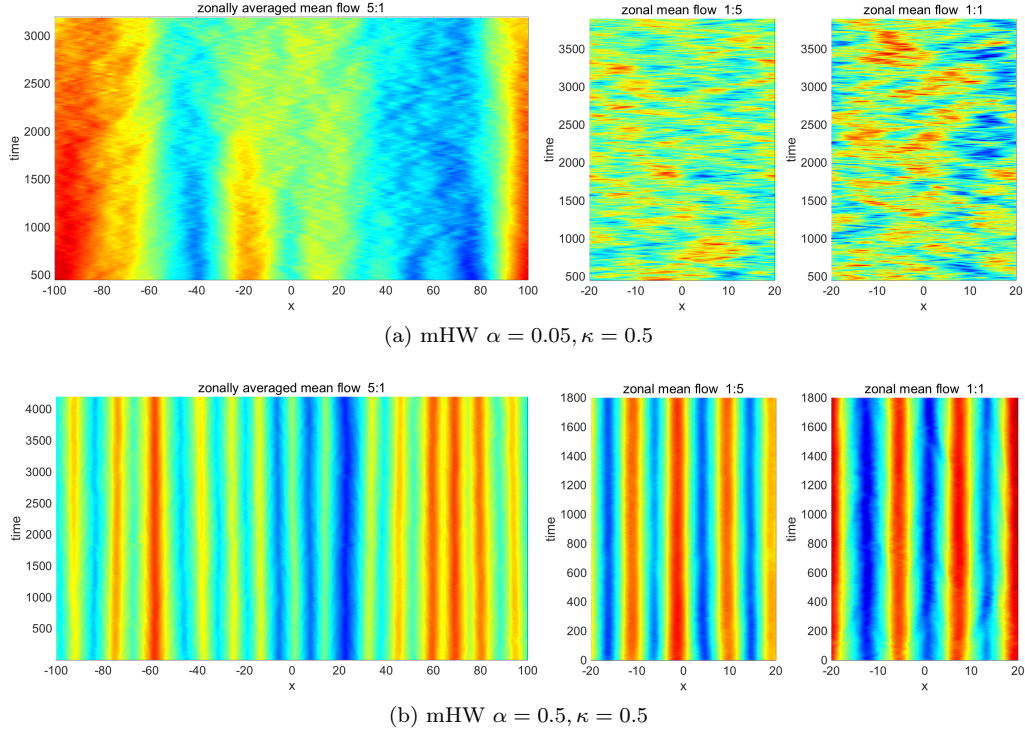 zonally averaged mean flow 5:1
zonal mean flow 1:5
zonal mean flow 1:1
3000
2500
2000
1500
1000
500
time
-100 -80 -60 -40 -20 0 20 40 60 80 100
x
3500
3000
2500
2000
1500
1000
500
time
-20 -10 0 10 20
x
3500
3000
2500
2000
1500
1000
500
time
-20 -10 0 10 20
x
(a) mHW α = 0.05, κ = 0.5
zonally averaged mean flow 5:1
zonal mean flow 1:5
zonal mean flow 1:1
4000
3500
3000
2500
2000
1500
1000
500
time
-100 -80 -60 -40 -20 0 20 40 60 80 100
x
1800
1600
1400
1200
1000
800
600
400
200
0
time
-20 -10 0 10 20
x
1800
1600
1400
1200
1000
800
600
400
200
0
time
-20 -10 0 10 20
x
(b) mHW α = 0.5, κ = 0.5